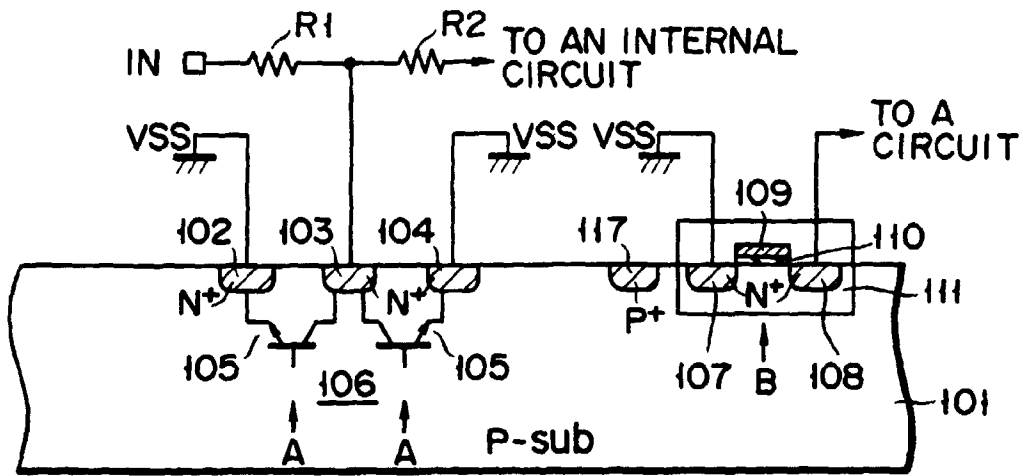 R1
R2
IN
TO AN INTERNAL
CIRCUIT
TO A
CIRCUIT
VSS
VSS
VSS
109
102
103
104
117
110
N+
N+
N+
111
P+
105
105
107
B
108
106
101
A
A
P-sub